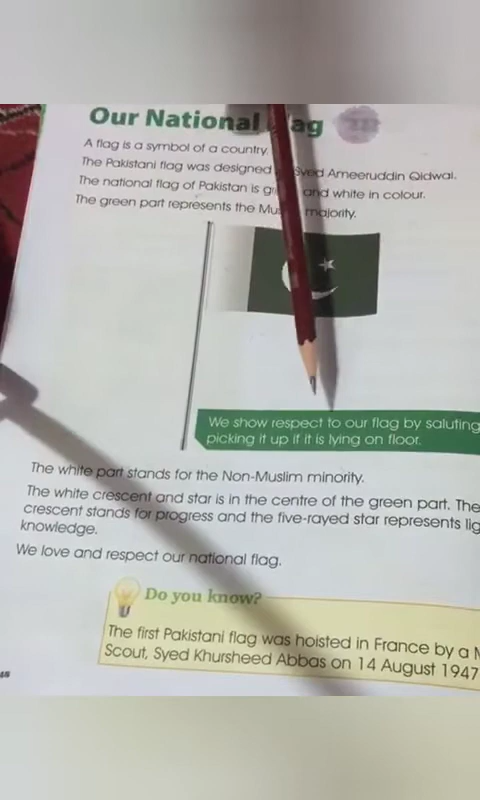 Our National ag
A flag is a symbol of a country.
The Pakistani flag was designed Syed Ameeruddin Qidwai.
The national flag of Pakistan is and white in colour.
The green part represents the majority.
We show respect to our flag by saluting
picking it up if it is lying on floor.
The white part stands for the Non-Muslim minority.
The white crescent and star is in the centre of the green part. The
crescent stands for progress and the five-rayed star represents
knowledge.
We love and respect our national flag.
Do you know?
The first Pakistani flag was hoisted in France by a
Scout, Syed Khursheed Abbas on 14 August 1947